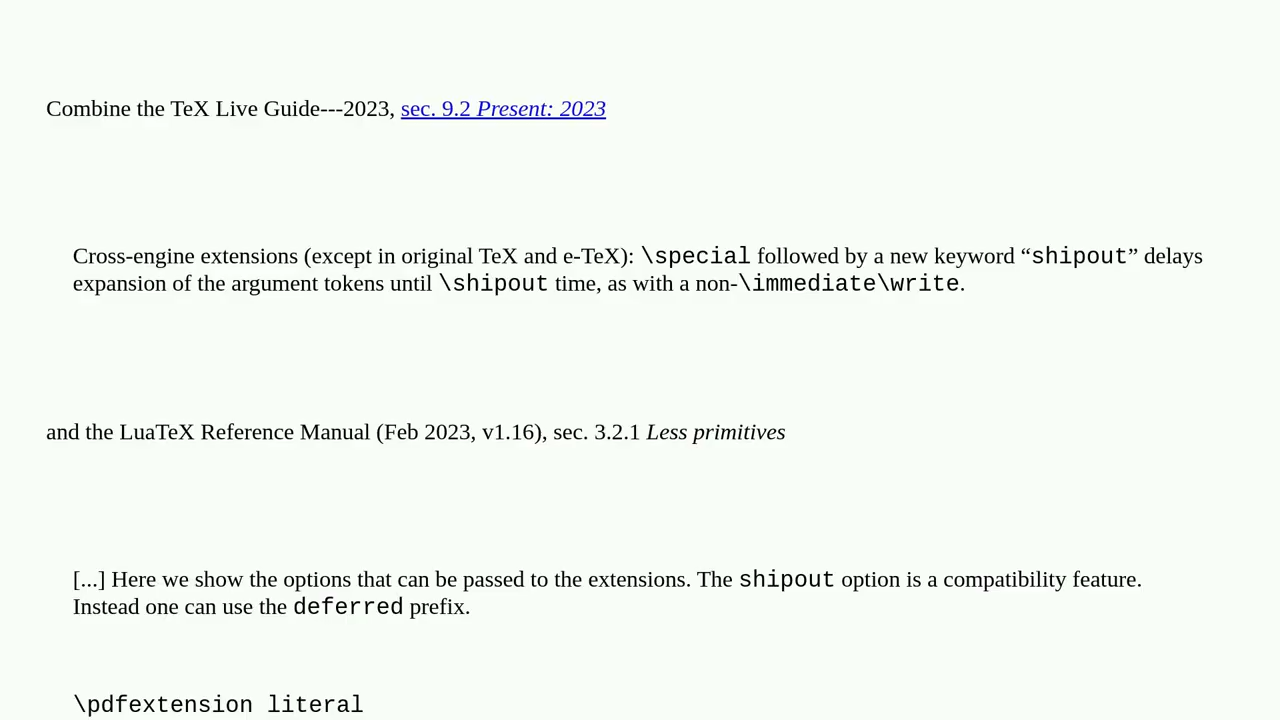 Combine the TeX Live Guide---2023, sec. 9.2 Present: 2023
Cross-engine extensions (except in original TeX and e-TeX): \special followed by a new keyword “shipout” delays
expansion of the argument tokens until \shipout time, as with a non-\immediate\write.
and the LuaTeX Reference Manual (Feb 2023, v1.16), sec. 3.2.1 Less primitives
[...] Here we show the options that can be passed to the extensions. The shipout option is a compatibility feature.
Instead one can use the deferred prefix.
\pdfextension literal